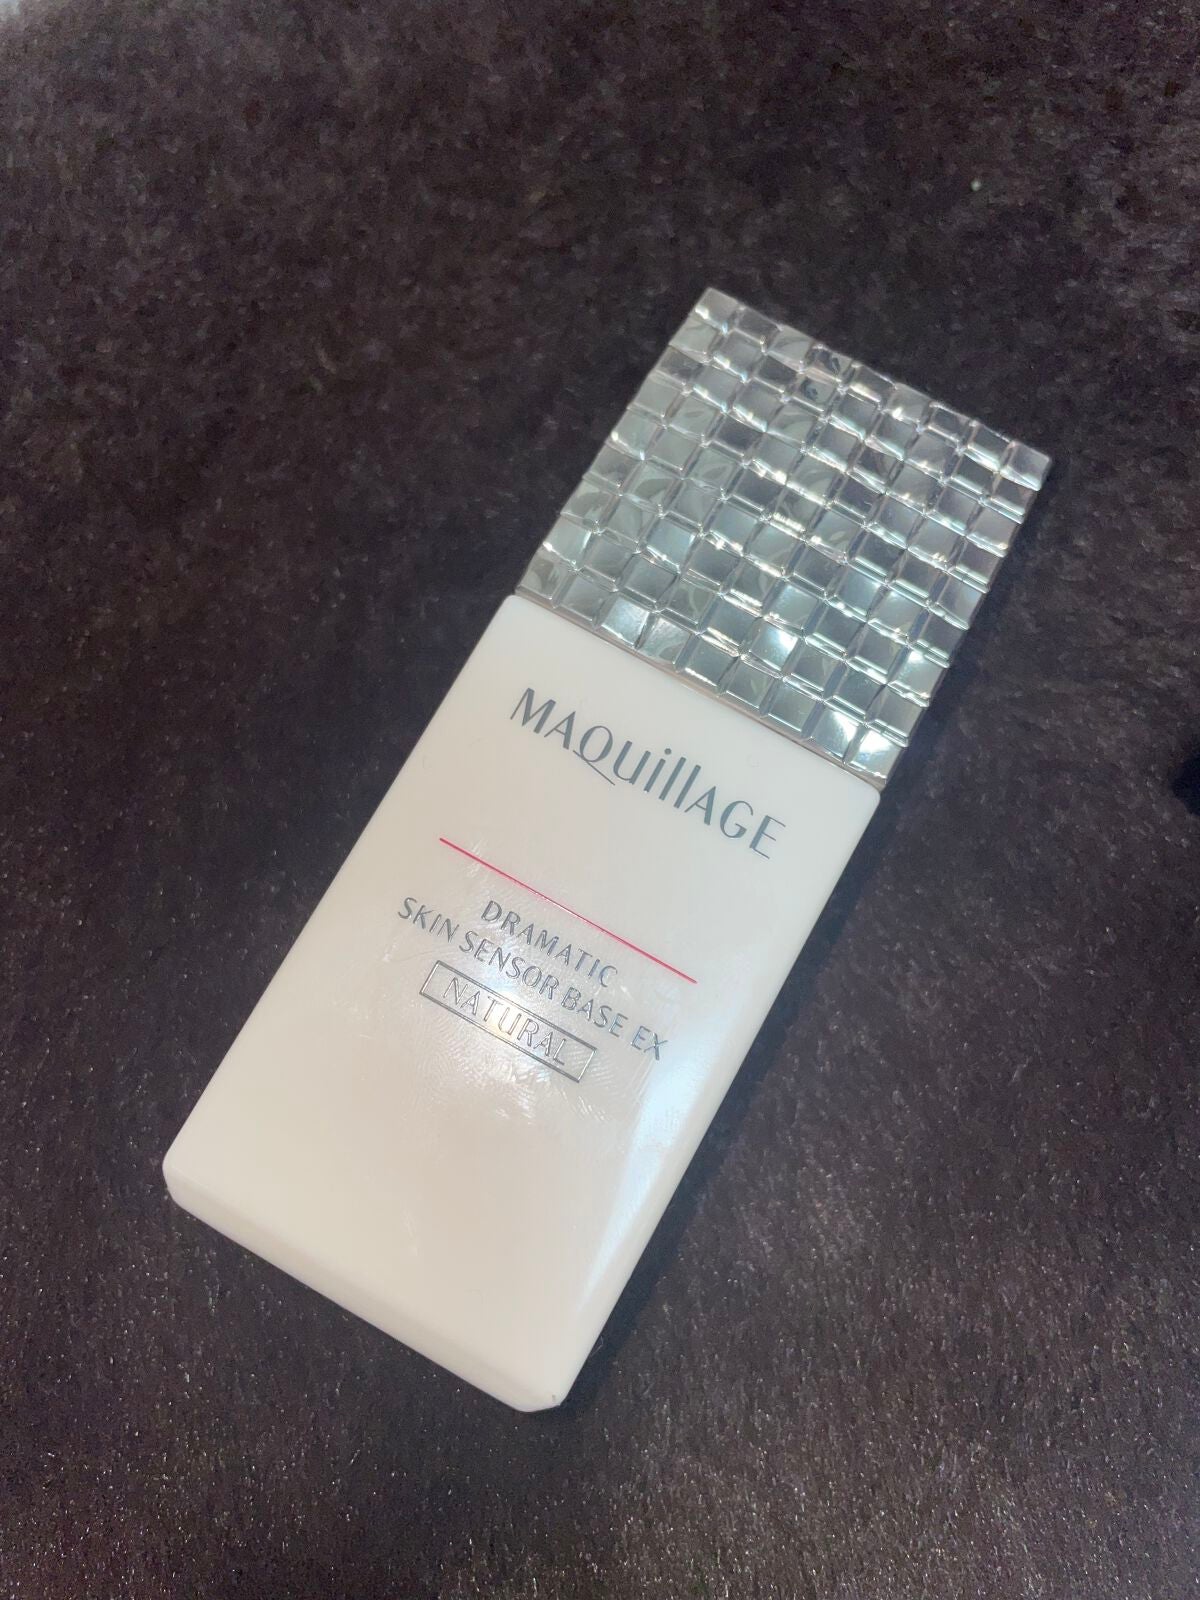 MAQuillAGE
DRAMATIC
SKIN SENSOR BASE EX
NATURAL